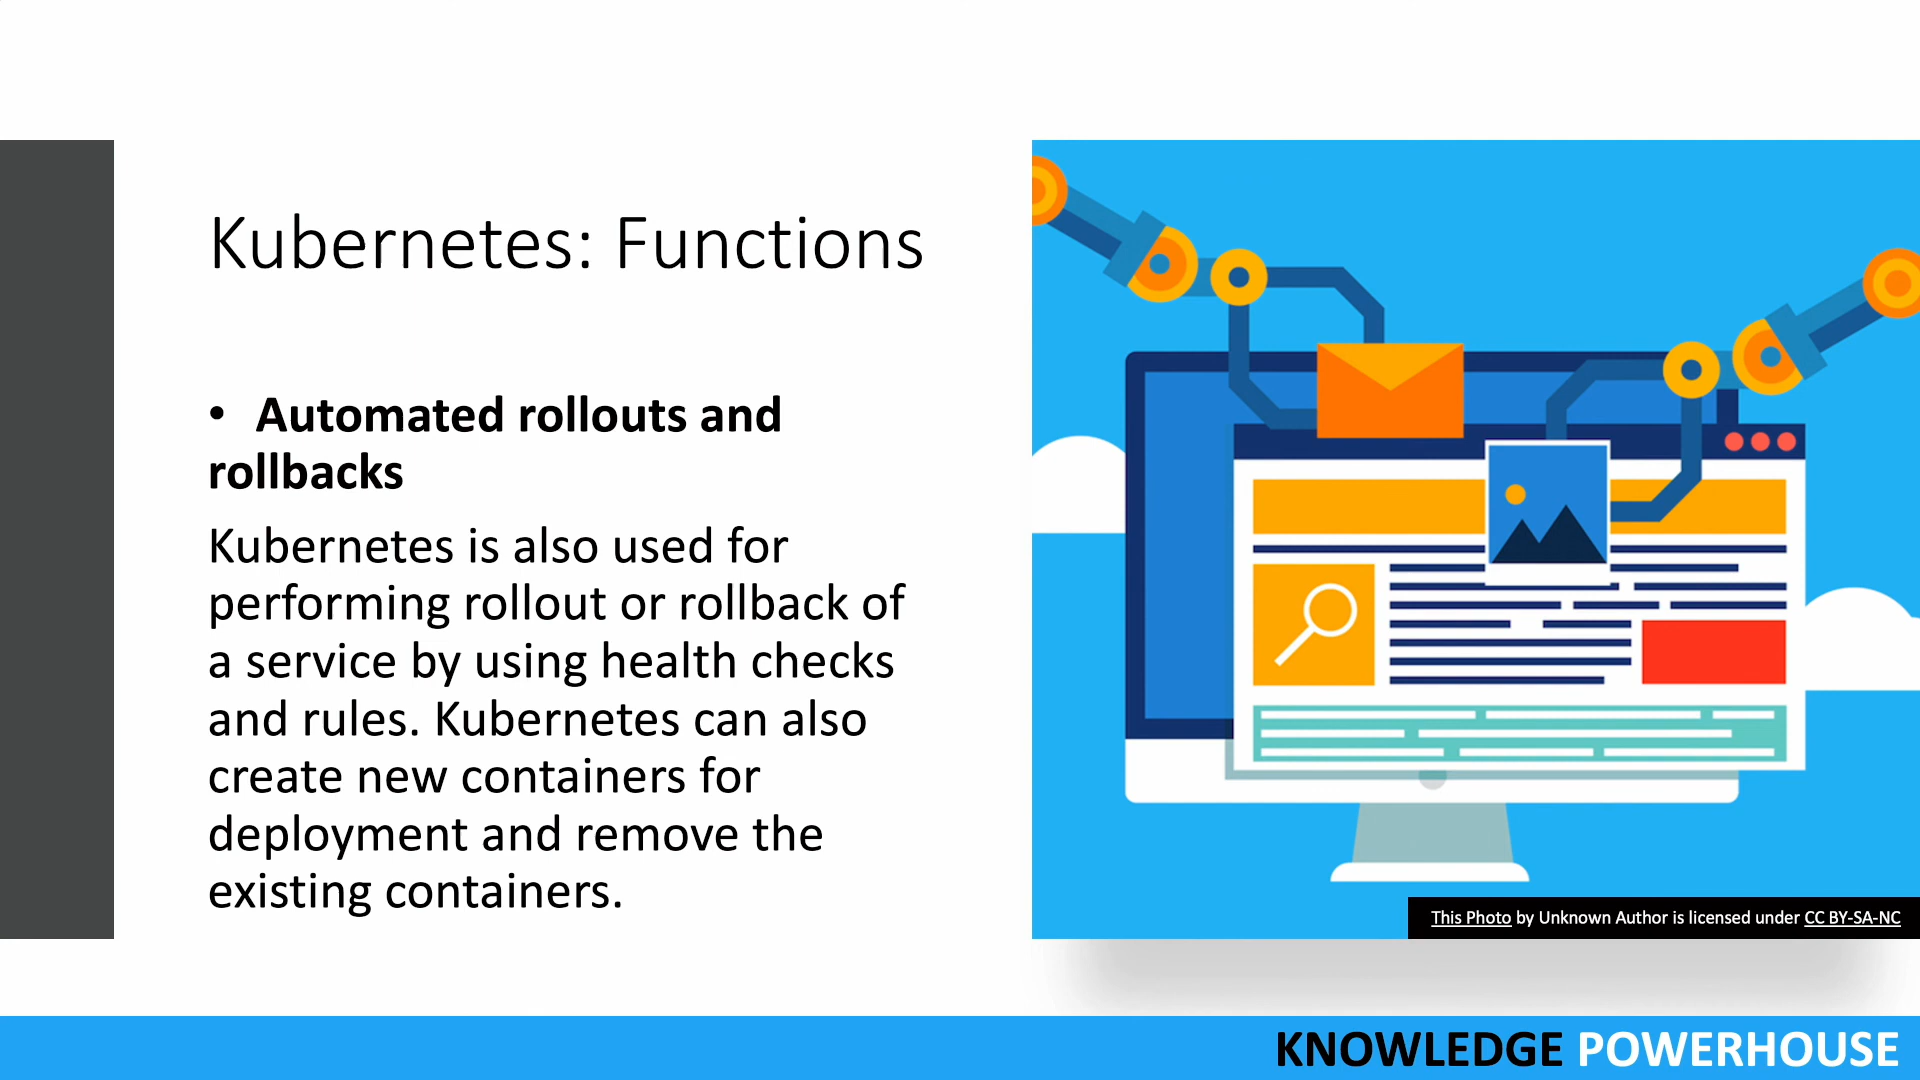 Kubernetes: Functions
• Automated rollouts and
rollbacks
Kubernetes is also used for
performing rollout or rollback of
a service by using health checks
and rules. Kubernetes can also
create new containers for
deployment and remove the
existing containers.
This Photo by Unknown Author is licensed under CC BY-SA-NC
KNOWLEDGE POWERHOUSE